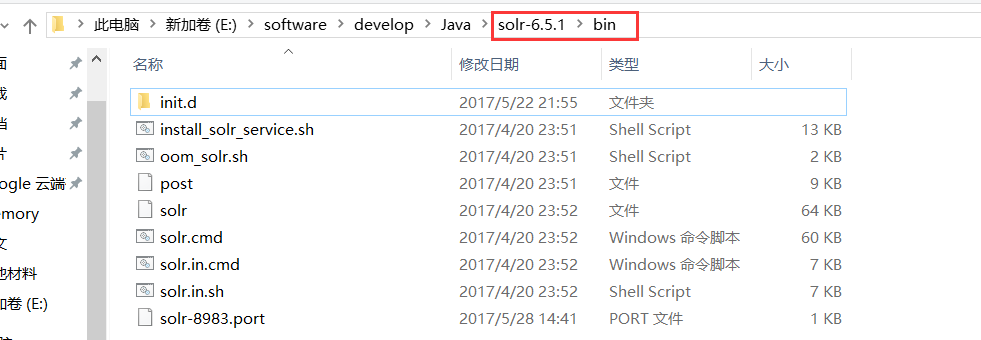 此电脑 > 新加卷 (E:) > software > develop > Java > solr-6.5.1 > bin
名称 修改日期 类型 大小
init.d 2017/5/22 21:55 文件夹
install_solr_service.sh 2017/4/20 23:51 Shell Script 13 KB
oom_solr.sh 2017/4/20 23:51 Shell Script 2 KB
post 2017/4/20 23:51 文件 9 KB
ogle 云端 solr 2017/4/20 23:52 文件 64 KB
emory solr.cmd 2017/4/20 23:52 Windows 命令脚本 60 KB
文 solr.in.cmd 2017/4/20 23:52 Windows 命令脚本 7 KB
材料 solr.in.sh 2017/4/20 23:52 Shell Script 7 KB
加卷 (E:) solr-8983.port 2017/5/28 14:41 PORT 文件 1 KB